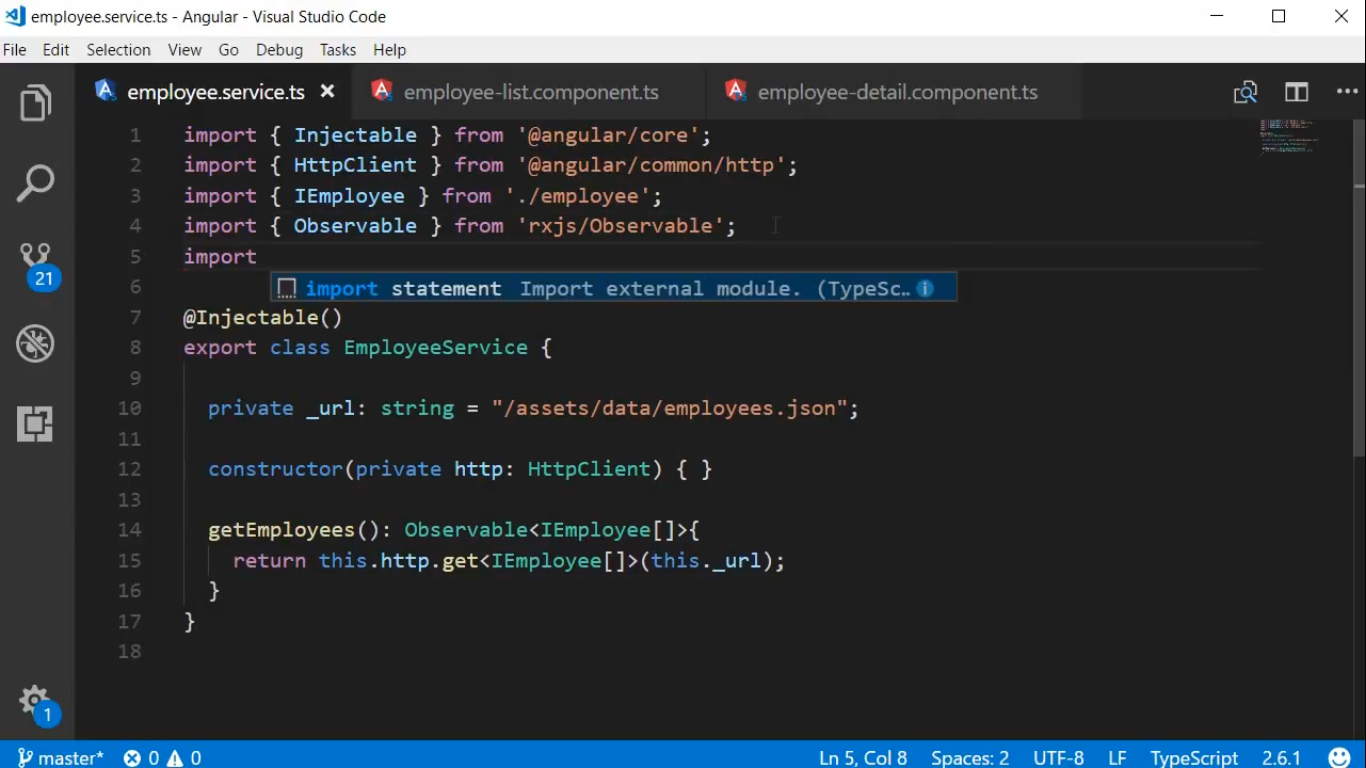 employee.service.ts - Angular - Visual Studio Code
File Edit Selection View Go Debug Tasks Help
employee.service.ts employee-list.component.ts employee-detail.component.ts
1 import { Injectable } from '@angular/core';
2 import { HttpClient } from '@angular/common/http';
3 import { IEmployee } from './employee';
4 import { Observable } from 'rxjs/Observable';
5 import
import statement Import external module. (TypeSc..
6
7 @Injectable()
8 export class EmployeeService {
9
10 private _url: string = "/assets/data/employees.json";
11
12 constructor(private http: HttpClient) { }
13
14 getEmployees(): Observable<IEmployee[]>{
15 return this.http.get<IEmployee[]>(this._url);
16 }
17 }
18
21
1
master* 0 0 Ln 5, Col 8 Spaces: 2 UTF-8 LF TypeScript 2.6.1